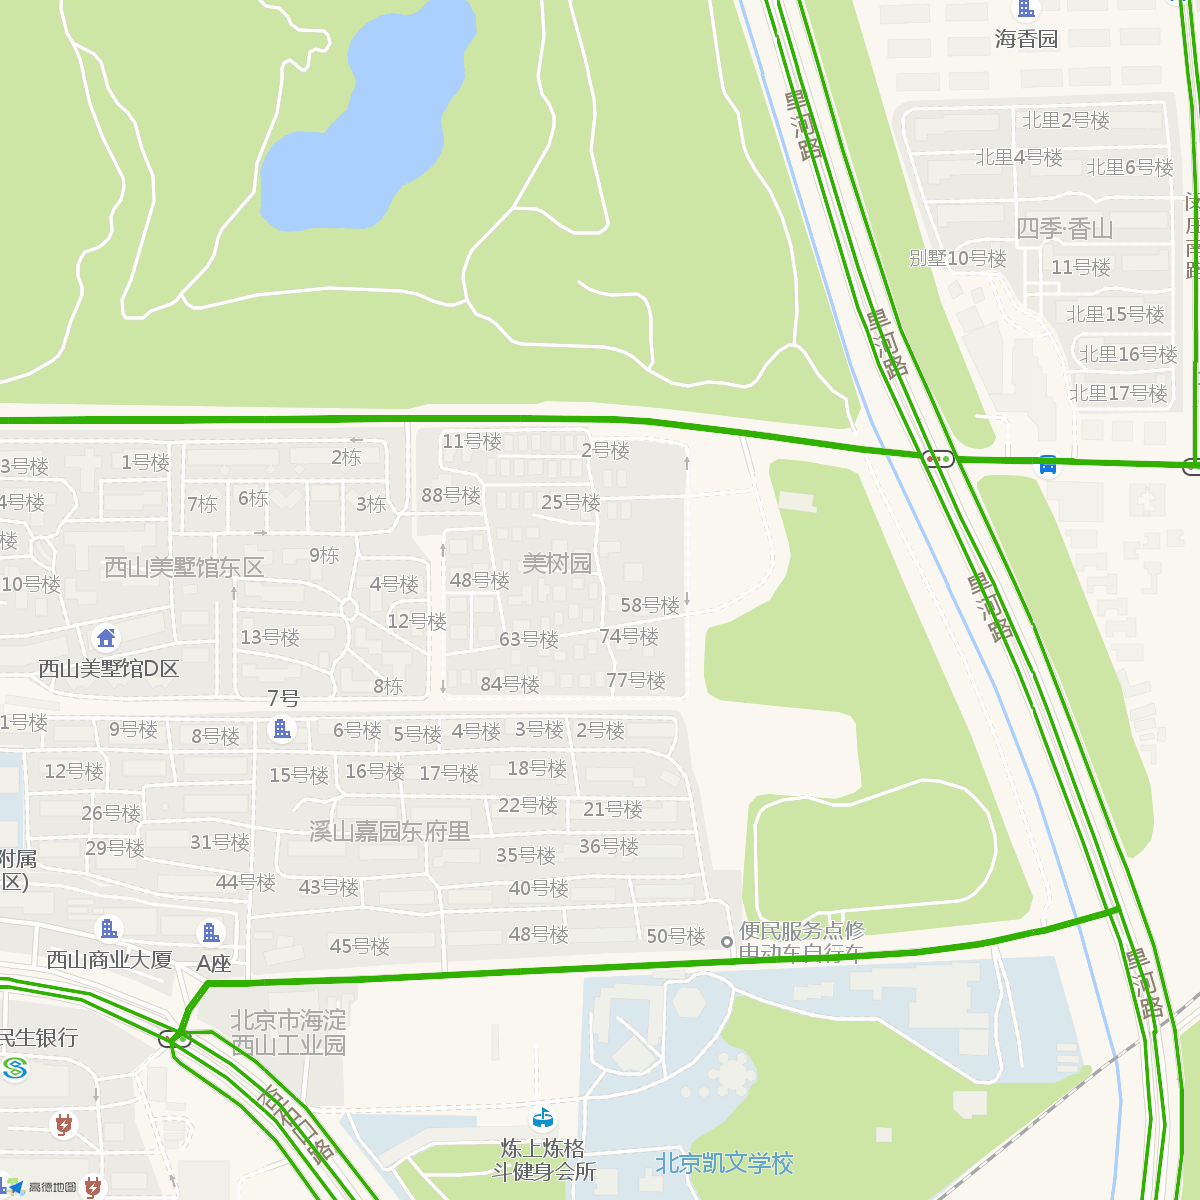 海香园
旱河路
北里2号楼
北里4号楼
北里6号楼
四季·香山
别墅10号楼
11号楼
北里15号楼
旱河路
北里16号楼
北里17号楼
11号楼
2号楼
2栋
1号楼
3号楼
88号楼
25号楼
7栋
6栋
3栋
4号楼
西山美墅馆东区
9栋
美树园
10号楼
4号楼
48号楼
旱河路
58号楼
12号楼
13号楼
63号楼
74号楼
西山美墅馆D区
8栋
84号楼
77号楼
7号
1号楼
9号楼
8号楼
6号楼
5号楼
4号楼
3号楼
2号楼
12号楼
15号楼
16号楼
17号楼
18号楼
26号楼
22号楼
21号楼
溪山嘉园东府里
29号楼
31号楼
35号楼
36号楼
附属
区)
44号楼
43号楼
40号楼
45号楼
48号楼
50号楼
便民服务点修
电动车自行车
西山商业大厦
A座
旱河路
民生银行
北京市海淀
西山工业园
炼上炼格
斗健身会所
北京凯文学校
高德地图